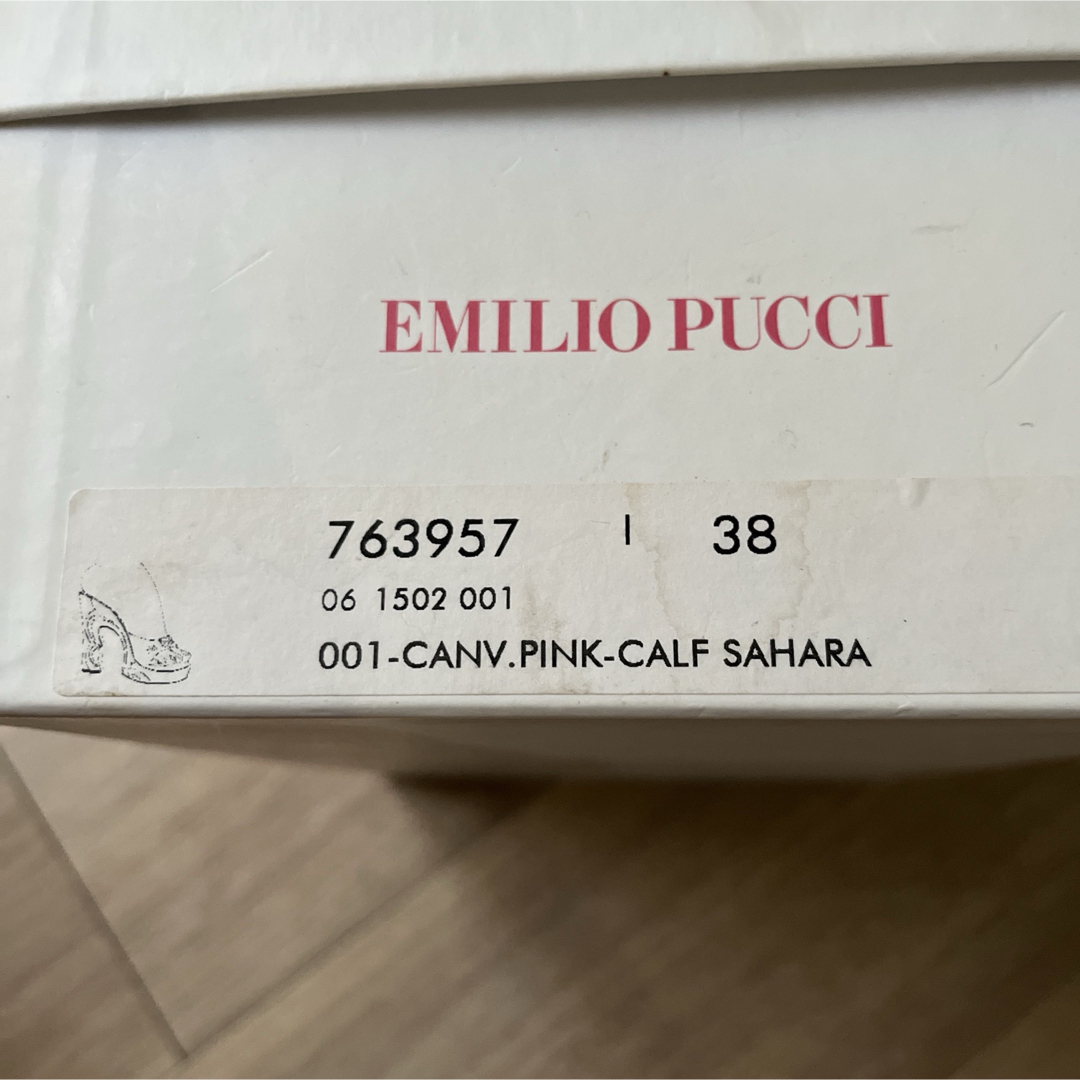 EMILIO PUCCI
763957 I 38
06 1502 001
001-CANV.PINK-CALF SAHARA